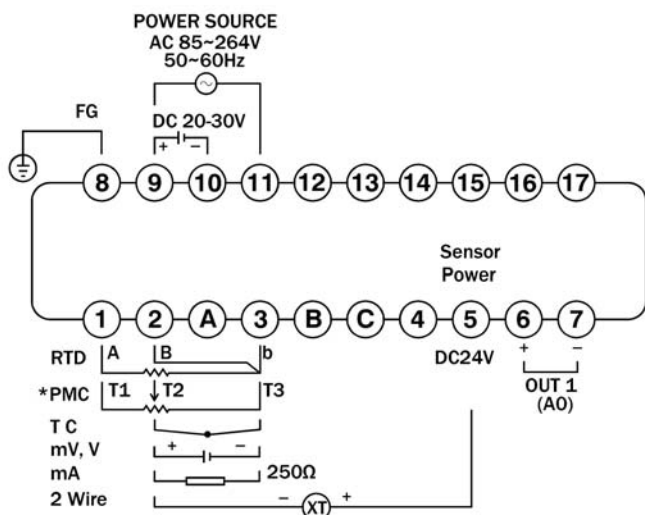 POWER SOURCE
AC 85~264V
50~60Hz
FG
DC 20-30V
+ −
8 9 10 11 12 13 14 15 16 17
Sensor
Power
1 2 A 3 B C 4 5 6 7
RTD A B b
DC24V
+ −
*PMC T1 T2 T3
OUT 1
(AO)
T C
mV, V + −
mA 250Ω
2 Wire − XT +